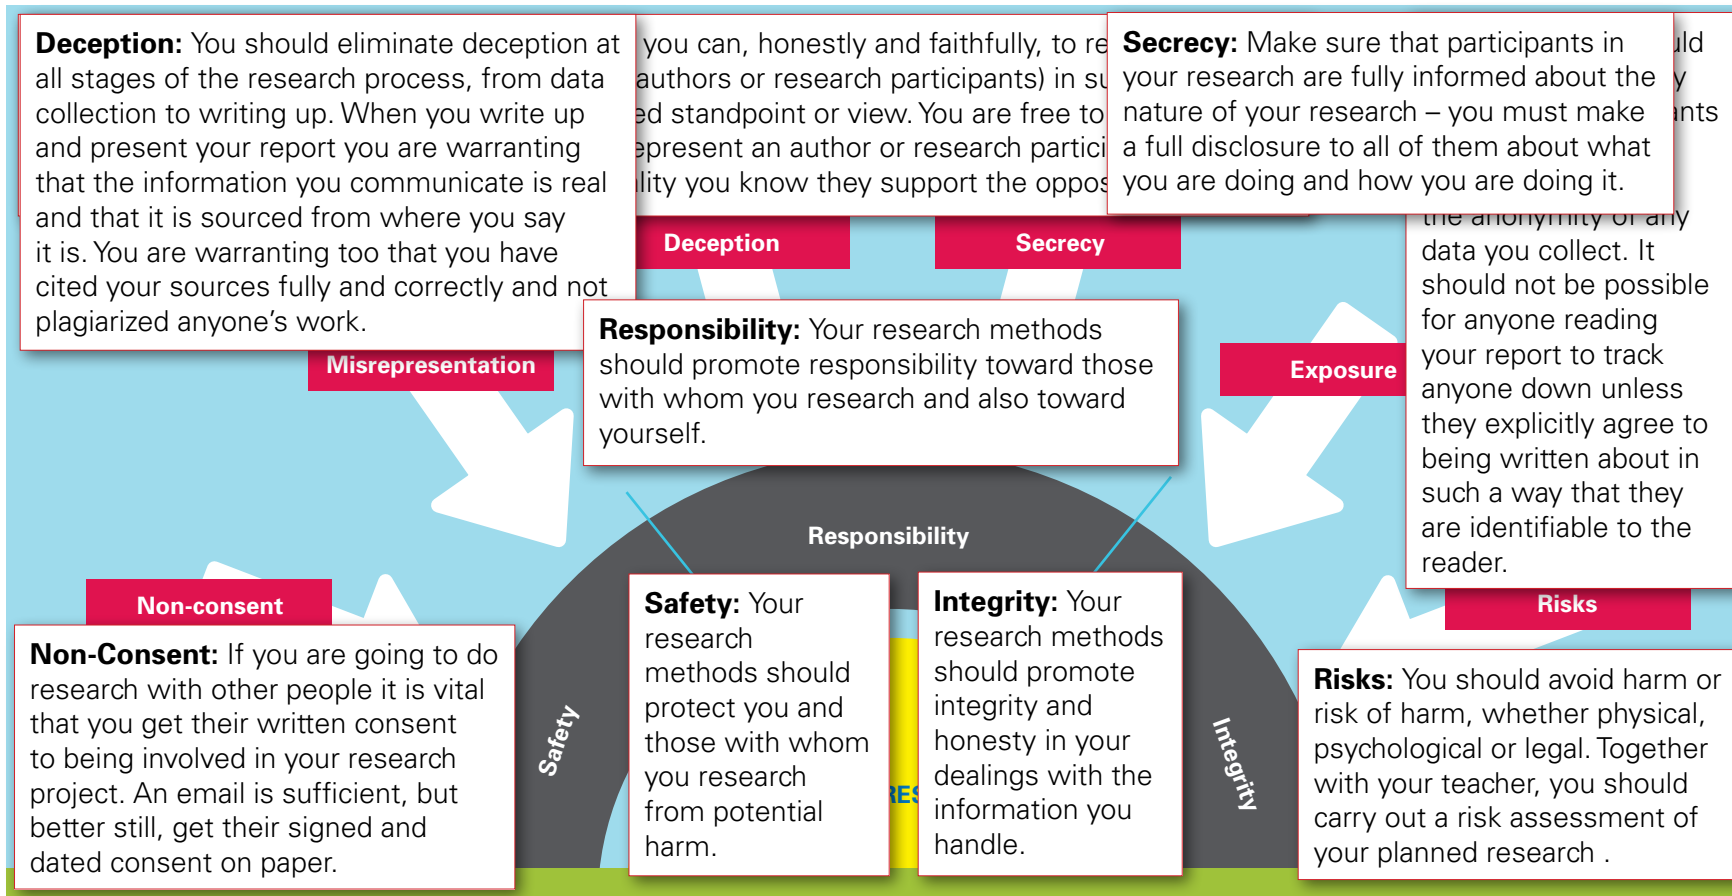 Deception: You should eliminate deception at
all stages of the research process, from data
collection to writing up. When you write up
and present your report you are warranting
that the information you communicate is real
and that it is sourced from where you say
it is. You are warranting too that you have
cited your sources fully and correctly and not
plagiarized anyone’s work.
you can, honestly and faithfully, to
authors or research participants) in
standpoint or view. You are free to
an author or research
you know they support the
Secrecy: Make sure that participants in
your research are fully informed about the
nature of your research – you must make
a full disclosure to all of them about what
you are doing and how you are doing it.
the anonymity of any
data you collect. It
should not be possible
for anyone reading
your report to track
anyone down unless
they explicitly agree to
being written about in
such a way that they
are identifiable to the
reader.
Deception
Secrecy
Responsibility: Your research methods
should promote responsibility toward those
with whom you research and also toward
yourself.
Misrepresentation
Exposure
Responsibility
Non-consent
Risks
Non-Consent: If you are going to do
research with other people it is vital
that you get their written consent
to being involved in your research
project. An email is sufficient, but
better still, get their signed and
dated consent on paper.
Safety
Safety: Your
research
methods should
protect you and
those with whom
you research
from potential
harm.
Integrity: Your
research methods
should promote
integrity and
honesty in your
dealings with the
information you
handle.
Integrity
Risks: You should avoid harm or
risk of harm, whether physical,
psychological or legal. Together
with your teacher, you should
carry out a risk assessment of
your planned research .